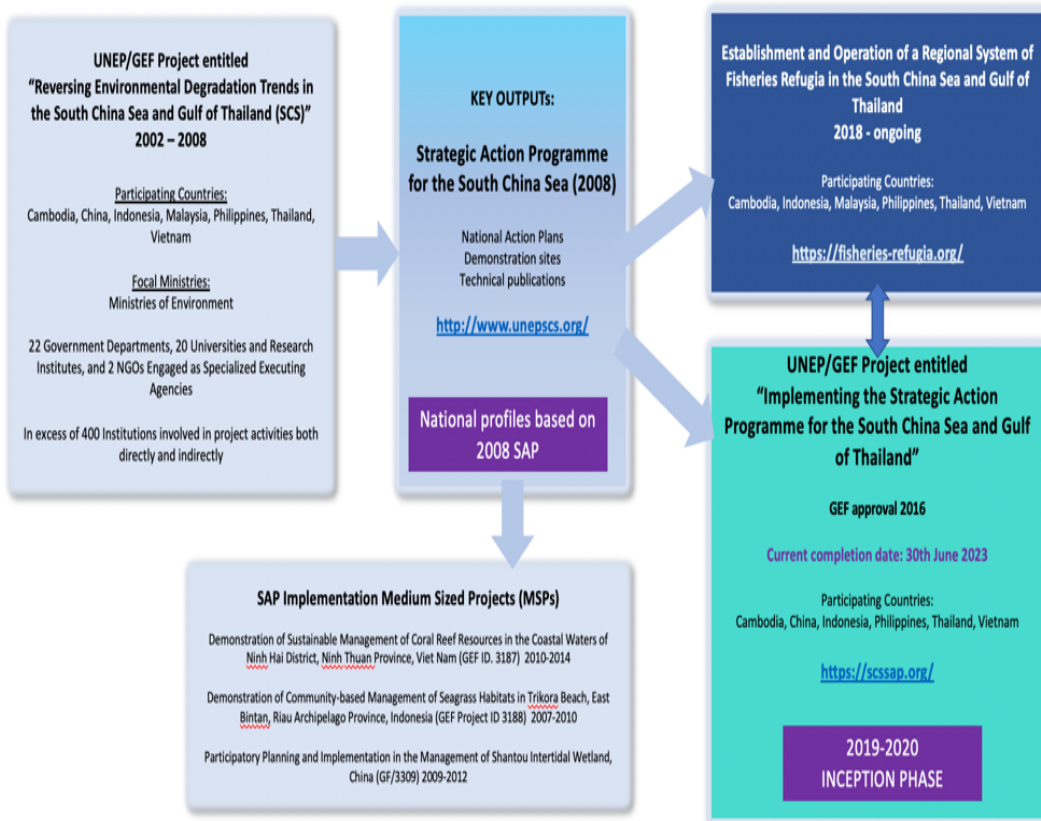 UNEP/GEF Project entitled
“Reversing Environmental Degradation Trends in
the South China Sea and Gulf of Thailand (SCS)”
2002 – 2008
Participating Countries:
Cambodia, China, Indonesia, Malaysia, Philippines, Thailand,
Vietnam
Focal Ministries:
Ministries of Environment
22 Government Departments, 20 Universities and Research
Institutes, and 2 NGOs Engaged as Specialized Executing
Agencies
In excess of 400 Institutions involved in project activities both
directly and indirectly
KEY OUTPUTs:
Strategic Action Programme
for the South China Sea (2008)
National Action Plans
Demonstration sites
Technical publications
http://www.unepscs.org/
National profiles based on
2008 SAP
Establishment and Operation of a Regional System of
Fisheries Refugia in the South China Sea and Gulf of
Thailand
2018 - ongoing
Participating Countries:
Cambodia, Indonesia, Malaysia, Philippines, Thailand, Vietnam
https://fisheries-refugia.org/
UNEP/GEF Project entitled
“Implementing the Strategic Action
Programme for the South China Sea and Gulf
of Thailand”
GEF approval 2016
Current completion date: 30th June 2023
Participating Countries:
Cambodia, China, Indonesia, Philippines, Thailand, Vietnam
https://scssap.org/
2019-2020
INCEPTION PHASE
SAP Implementation Medium Sized Projects (MSPs)
Demonstration of Sustainable Management of Coral Reef Resources in the Coastal Waters of
Ninh Hai District, Ninh Thuan Province, Viet Nam (GEF ID. 3187) 2010-2014
Demonstration of Community-based Management of Seagrass Habitats in Trikora Beach, East
Bintan, Riau Archipelago Province, Indonesia (GEF Project ID 3188) 2007-2010
Participatory Planning and Implementation in the Management of Shantou Intertidal Wetland,
China (GF/3309) 2009-2012